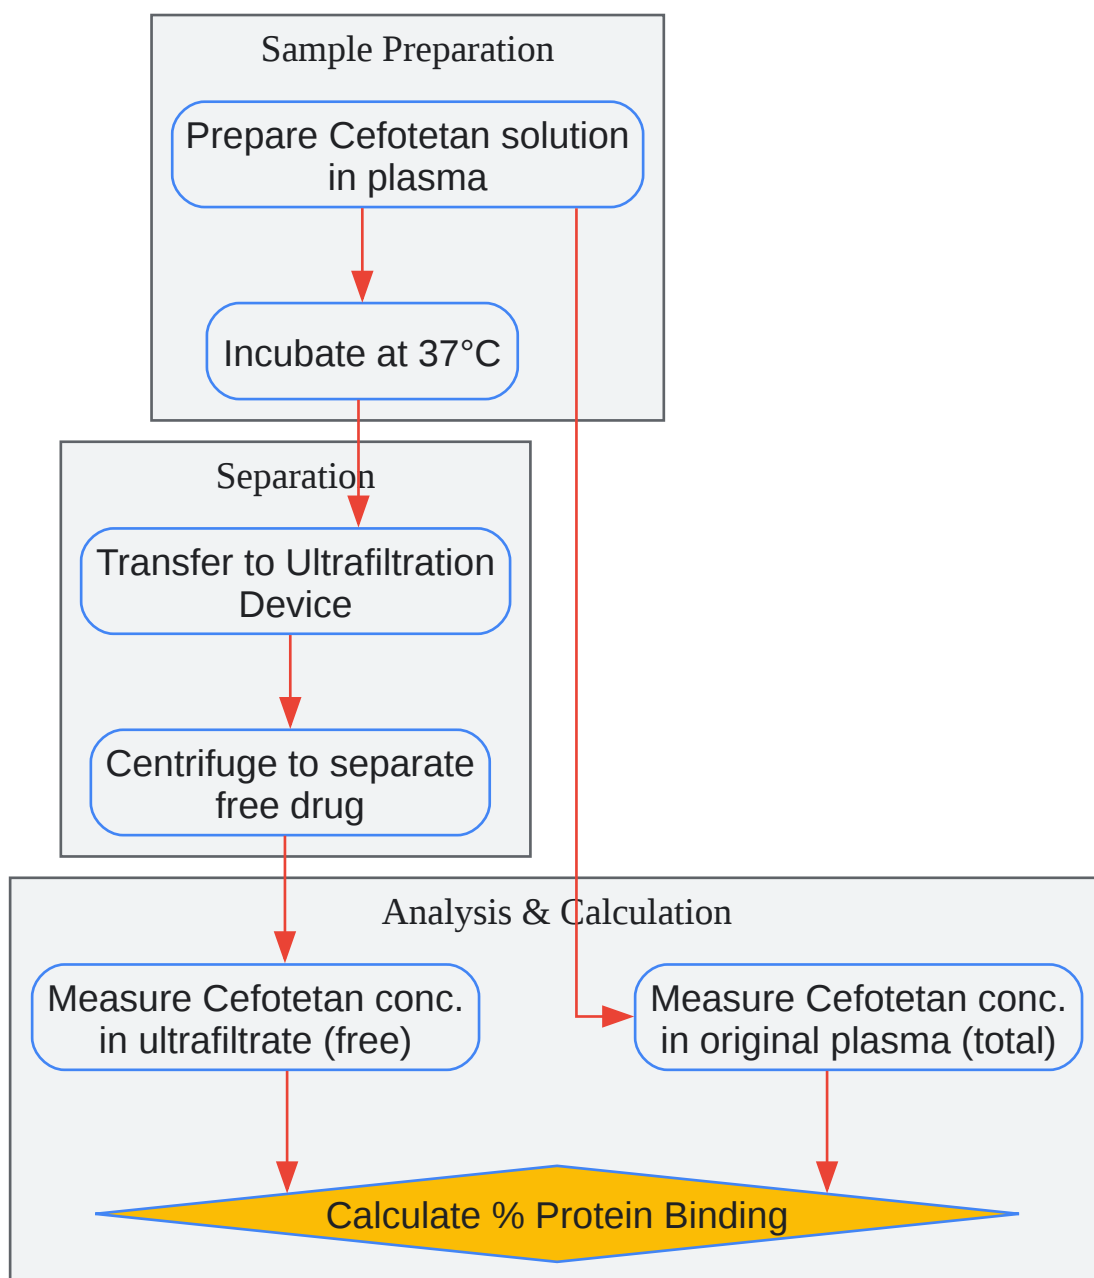 Sample Preparation
Prepare Cefotetan solution
in plasma
Incubate at 37°C
Separation
Transfer to Ultrafiltration
Device
Centrifuge to separate
free drug
Analysis & Calculation
Measure Cefotetan conc.
in ultrafiltrate (free)
Measure Cefotetan conc.
in original plasma (total)
Calculate % Protein Binding